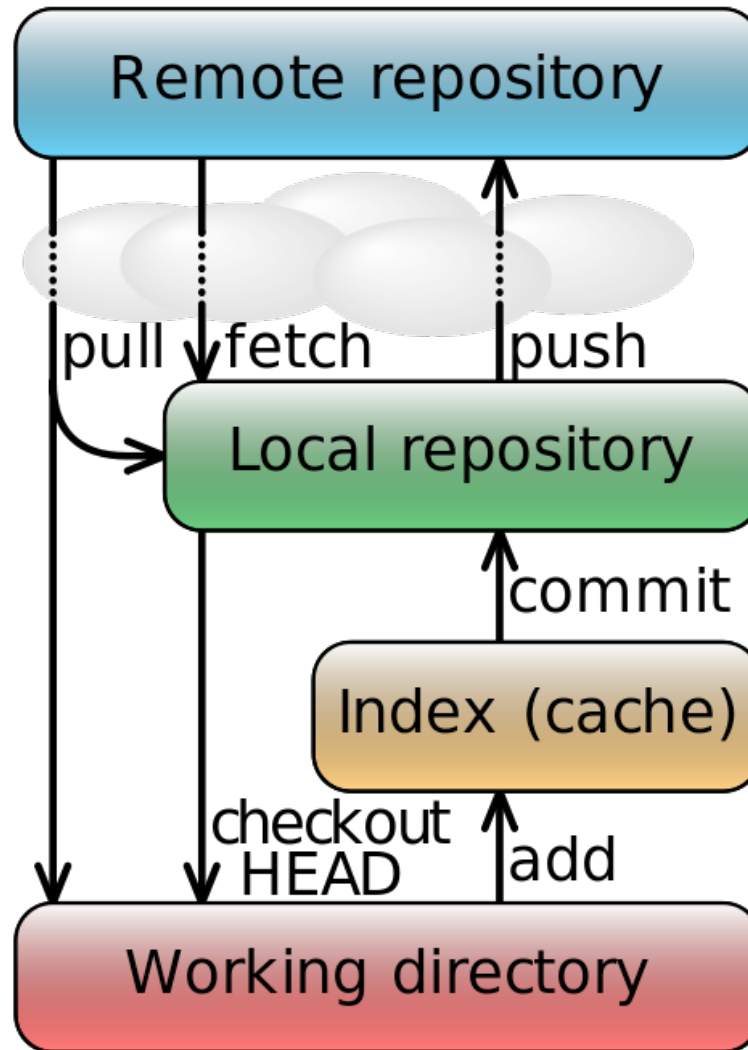 Remote repository
pull fetch push
Local repository
commit
Index (cache)
checkout
HEAD
add
Working directory